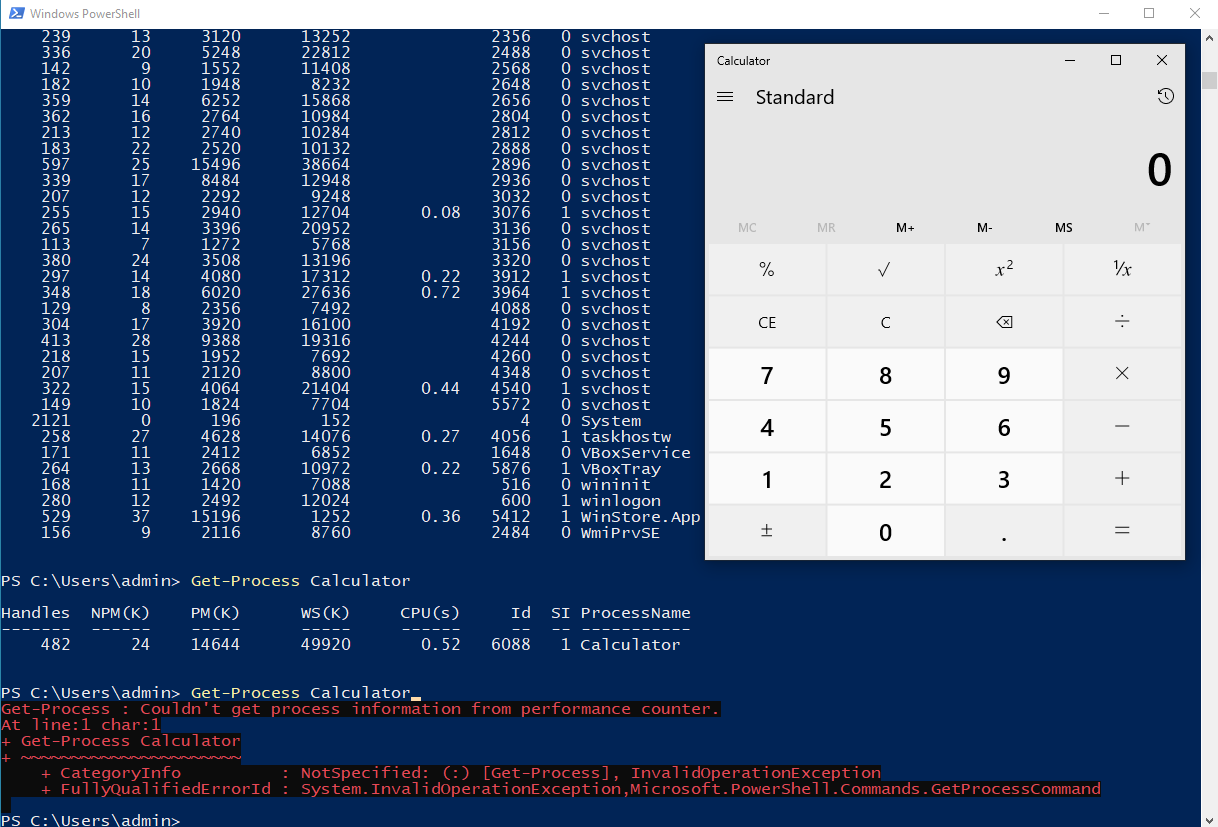 Windows PowerShell
239 13 3120 13252 2356 0 svchost
336 20 5248 22812 2488 0 svchost
142 9 1552 11408 2568 0 svchost
182 10 1948 8232 2648 0 svchost
359 14 6252 15868 2656 0 svchost
362 16 2764 10984 2804 0 svchost
213 12 2740 10284 2812 0 svchost
183 22 2520 10132 2888 0 svchost
597 25 15496 38664 2896 0 svchost
339 17 8484 12948 2936 0 svchost
207 12 2292 9248 3032 0 svchost
255 15 2940 12704 0.08 3076 1 svchost
265 14 3396 20952 3136 0 svchost
113 7 1272 5768 3156 0 svchost
380 24 3508 13196 3320 0 svchost
297 14 4080 17312 0.22 3912 1 svchost
348 18 6020 27636 0.72 3964 1 svchost
129 8 2356 7492 4088 0 svchost
304 17 3920 16100 4192 0 svchost
413 28 9388 19316 4244 0 svchost
218 15 1952 7692 4260 0 svchost
207 11 2120 8800 4348 0 svchost
322 15 4064 21404 0.44 4540 1 svchost
149 10 1824 7704 5572 0 svchost
2121 0 196 152 4 0 System
258 27 4628 14076 0.27 4056 1 taskhostw
171 11 2412 6852 1648 0 VBoxService
264 13 2668 10972 0.22 5876 1 VBoxTray
168 11 1420 7088 516 0 wininit
280 12 2492 12024 600 1 winlogon
529 37 15196 1252 0.36 5412 1 WinStore.App
156 9 2116 8760 2484 0 WmiPrvSE
PS C:\Users\admin> Get-Process Calculator
Handles NPM(K) PM(K) WS(K) CPU(s) Id SI ProcessName
------- ------ ----- ----- ------ -- -- -----------
482 24 14644 49920 0.52 6088 1 Calculator
PS C:\Users\admin> Get-Process Calculator_
Get-Process : Couldn't get process information from performance counter.
At line:1 char:1
+ Get-Process Calculator
+ ~~~~~~~~~~~~~~~~~~~~~~
+ CategoryInfo : NotSpecified: (:) [Get-Process], InvalidOperationException
+ FullyQualifiedErrorId : System.InvalidOperationException,Microsoft.PowerShell.Commands.GetProcessCommand
PS C:\Users\admin>
Calculator
Standard
0
MC MR M+ M- MS M˅
% √ x² ¹/x
CE C ⌫ ÷
7 8 9 ×
4 5 6 −
1 2 3 +
± 0 . =